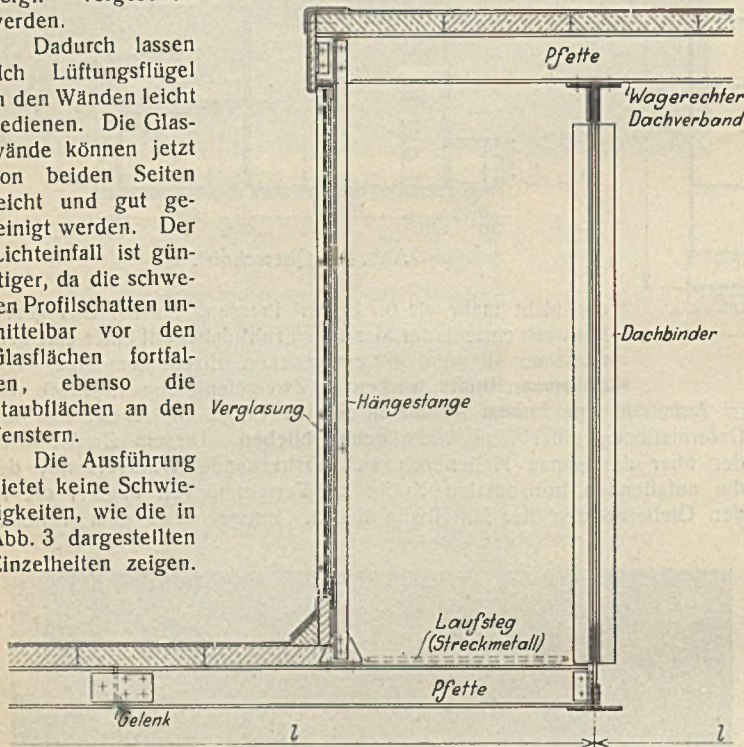 werden.
Dadurch lassen
sich Lüftungsflügel
in den Wänden leicht
bedienen. Die Glas-
wände können jetzt
von beiden Seiten
leicht und gut ge-
reinigt werden. Der
Lichteinfall ist gün-
stiger, da die schwe-
ren Profilschatten un-
mittelbar vor den
Glasflächen fortfal-
len, ebenso die
Staubflächen an den
Fenstern.
Die Ausführung
bietet keine Schwie-
rigkeiten, wie die in
Abb. 3 dargestellten
Einzelheiten zeigen.
Pfette
Wagerechter
Dachverband
Dachbinder
Verglasung
Hängestange
Laufsteg
(Streckmetall)
Pfette
Gelenk
l
l